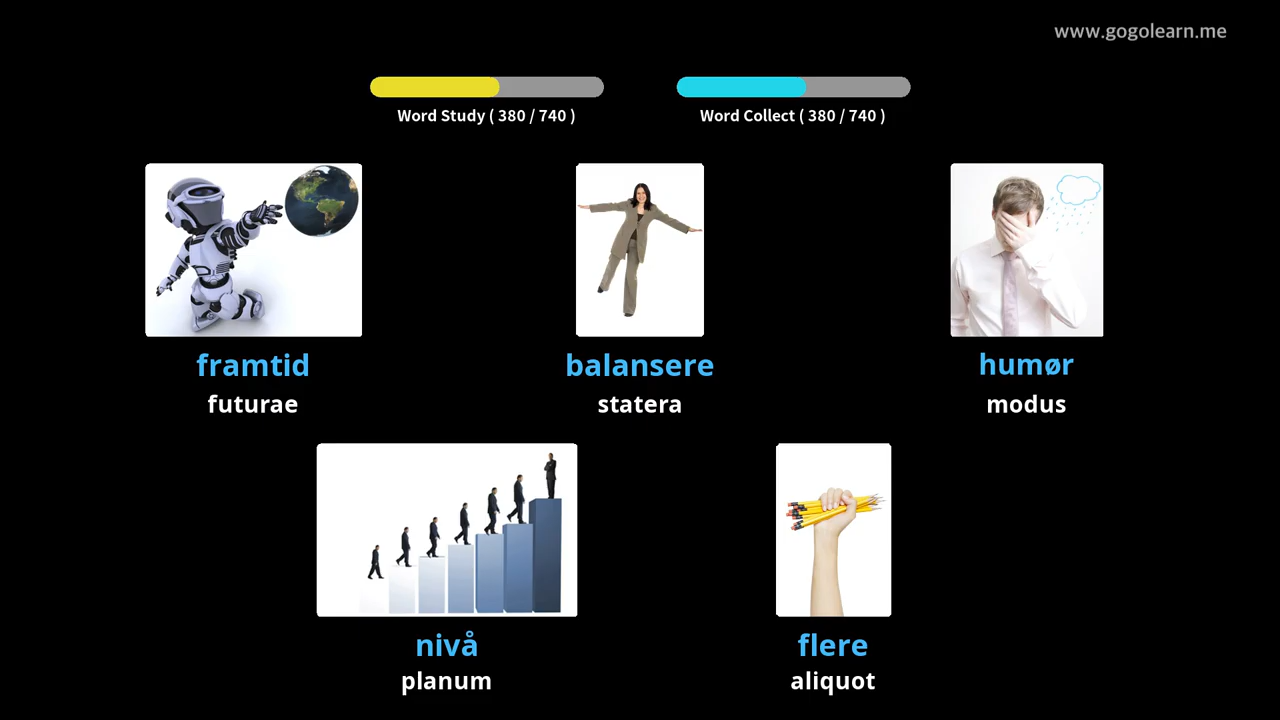 www.gogolearn.me
Word Study ( 380 / 740 )
Word Collect ( 380 / 740 )
framtid
futurae
balansere
statera
humør
modus
nivå
planum
flere
aliquot